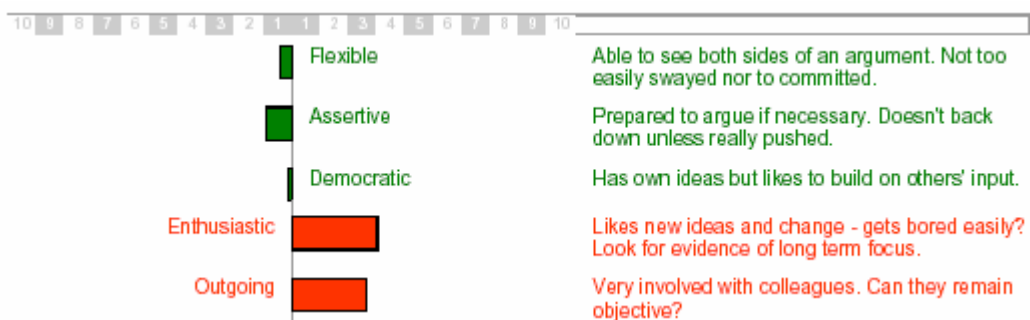 10 9 8 7 6 5 4 3 2 1 1 2 3 4 5 6 7 8 9 10
Flexible
Able to see both sides of an argument. Not too
easily swayed nor to committed.
Assertive
Prepared to argue if necessary. Doesn't back
down unless really pushed.
Democratic
Has own ideas but likes to build on others' input.
Enthusiastic
Likes new ideas and change - gets bored easily?
Look for evidence of long term focus.
Outgoing
Very involved with colleagues. Can they remain
objective?